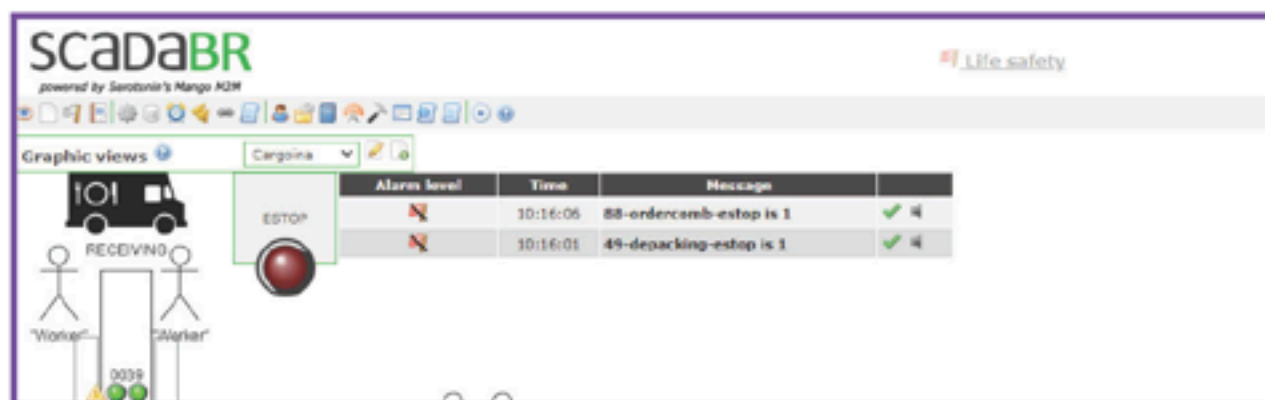 scadaBR
powered by Serotonin's Mango M2M
Life safety
Graphic views
Cargoina
Alarm level Time Message
ESTOP
10:16:06 88-ordercomb-estop is 1
10:16:01 49-depacking-estop is 1
RECEIVING
"Worker" "Worker"
0039